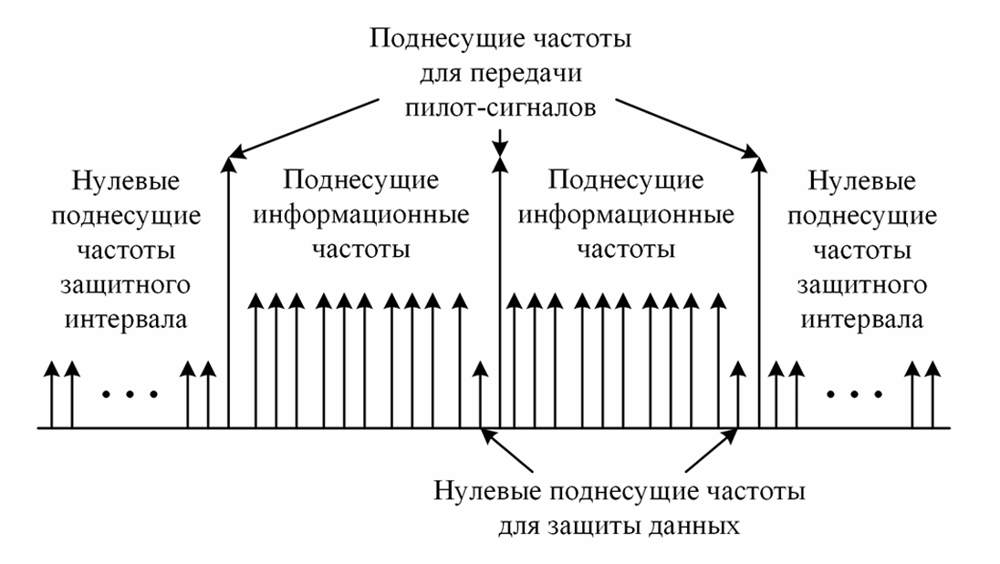 Поднесущие частоты
для передачи
пилот-сигналов
Нулевые
поднесущие
частоты
защитного
интервала
Поднесущие
информационные
частоты
Поднесущие
информационные
частоты
Нулевые
поднесущие
частоты
защитного
интервала
Нулевые поднесущие частоты
для защиты данных